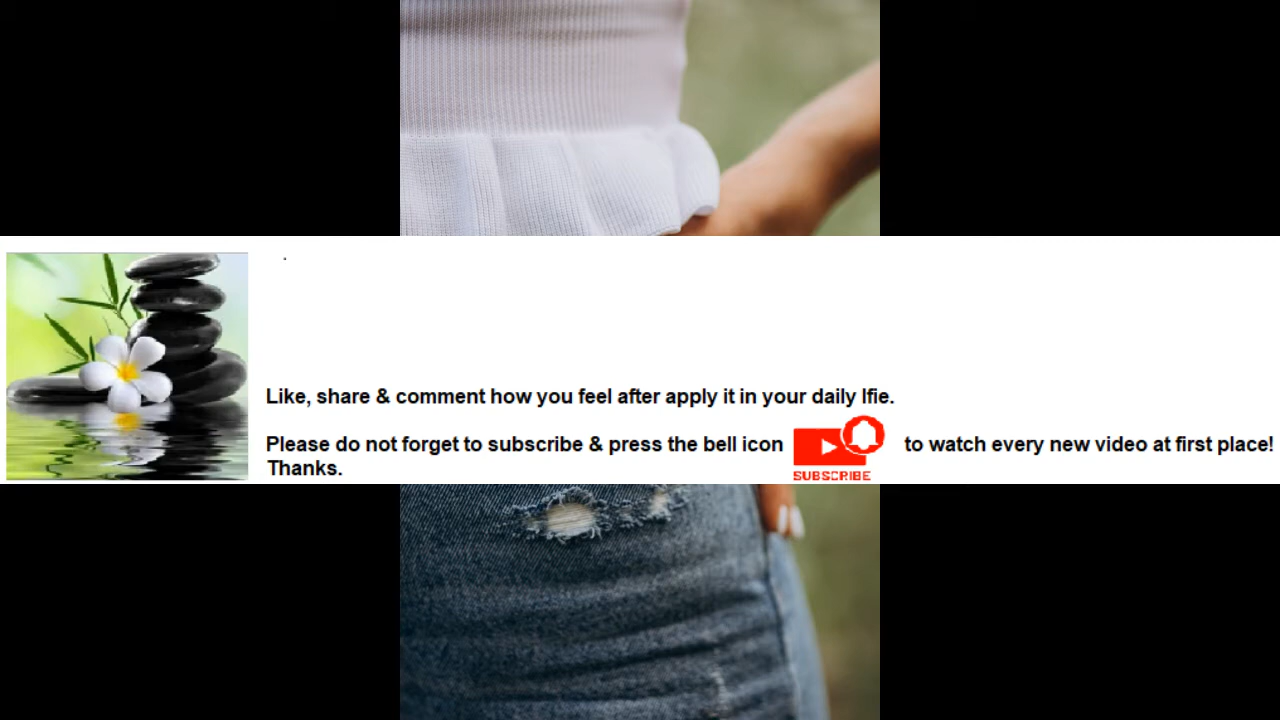 .
Like, share & comment how you feel after apply it in your daily lfie.
Please do not forget to subscribe & press the bell icon SUBSCRIBE to watch every new video at first place!
Thanks.